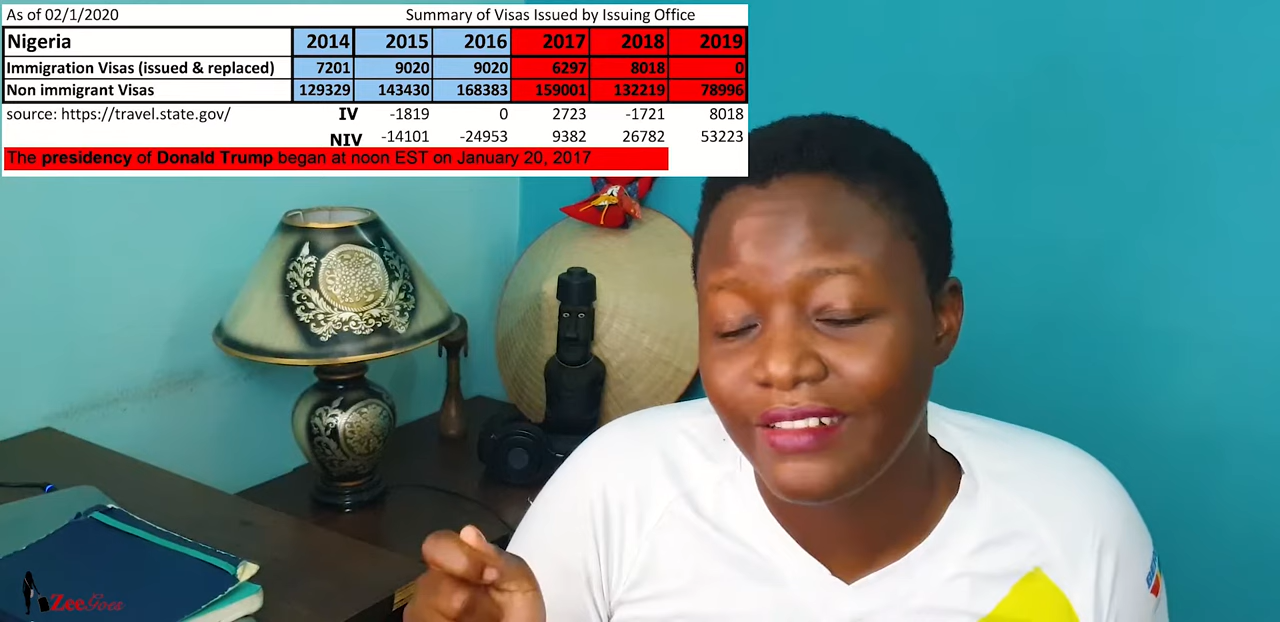 As of 02/1/2020 Summary of Visas Issued by Issuing Office
Nigeria 2014 2015 2016 2017 2018 2019
Immigration Visas (issued & replaced) 7201 9020 9020 6297 8018 0
Non immigrant Visas 129329 143430 168383 159001 132219 78996
source: https://travel.state.gov/ IV -1819 0 2723 -1721 8018
NIV -14101 -24953 9382 26782 53223
The presidency of Donald Trump began at noon EST on January 20, 2017
ZeeGoes